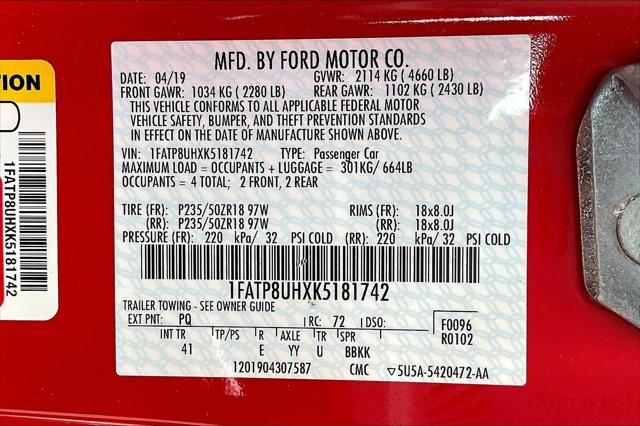 MFD. BY FORD MOTOR CO.
DATE: 04/19 GVWR: 2114 KG ( 4660 LB)
FRONT GAWR: 1034 KG ( 2280 LB) REAR GAWR: 1102 KG ( 2430 LB)
THIS VEHICLE CONFORMS TO ALL APPLICABLE FEDERAL MOTOR
VEHICLE SAFETY, BUMPER, AND THEFT PREVENTION STANDARDS
IN EFFECT ON THE DATE OF MANUFACTURE SHOWN ABOVE.
VIN: 1FATP8UHXK5181742 TYPE: Passenger Car
MAXIMUM LOAD = OCCUPANTS + LUGGAGE = 301KG/ 664LB
OCCUPANTS = 4 TOTAL; 2 FRONT, 2 REAR
TIRE (FR): P235/50ZR18 97W RIMS (FR): 18x8.0J
(RR): P235/50ZR18 97W (RR): 18x8.0J
PRESSURE (FR): 220 kPa/ 32 PSI COLD (RR): 220 kPa/ 32 PSI COLD
1FATP8UHXK5181742
TRAILER TOWING - SEE OWNER GUIDE
EXT PNT: PQ RC: 72 DSO:
F0096
R0102
INT TR TP/PS R AXLE TR SPR
41 E YY U BBKK
1201904307587 CMC 5U5A-5420472-AA
TION
1FATP8UHXK5181742